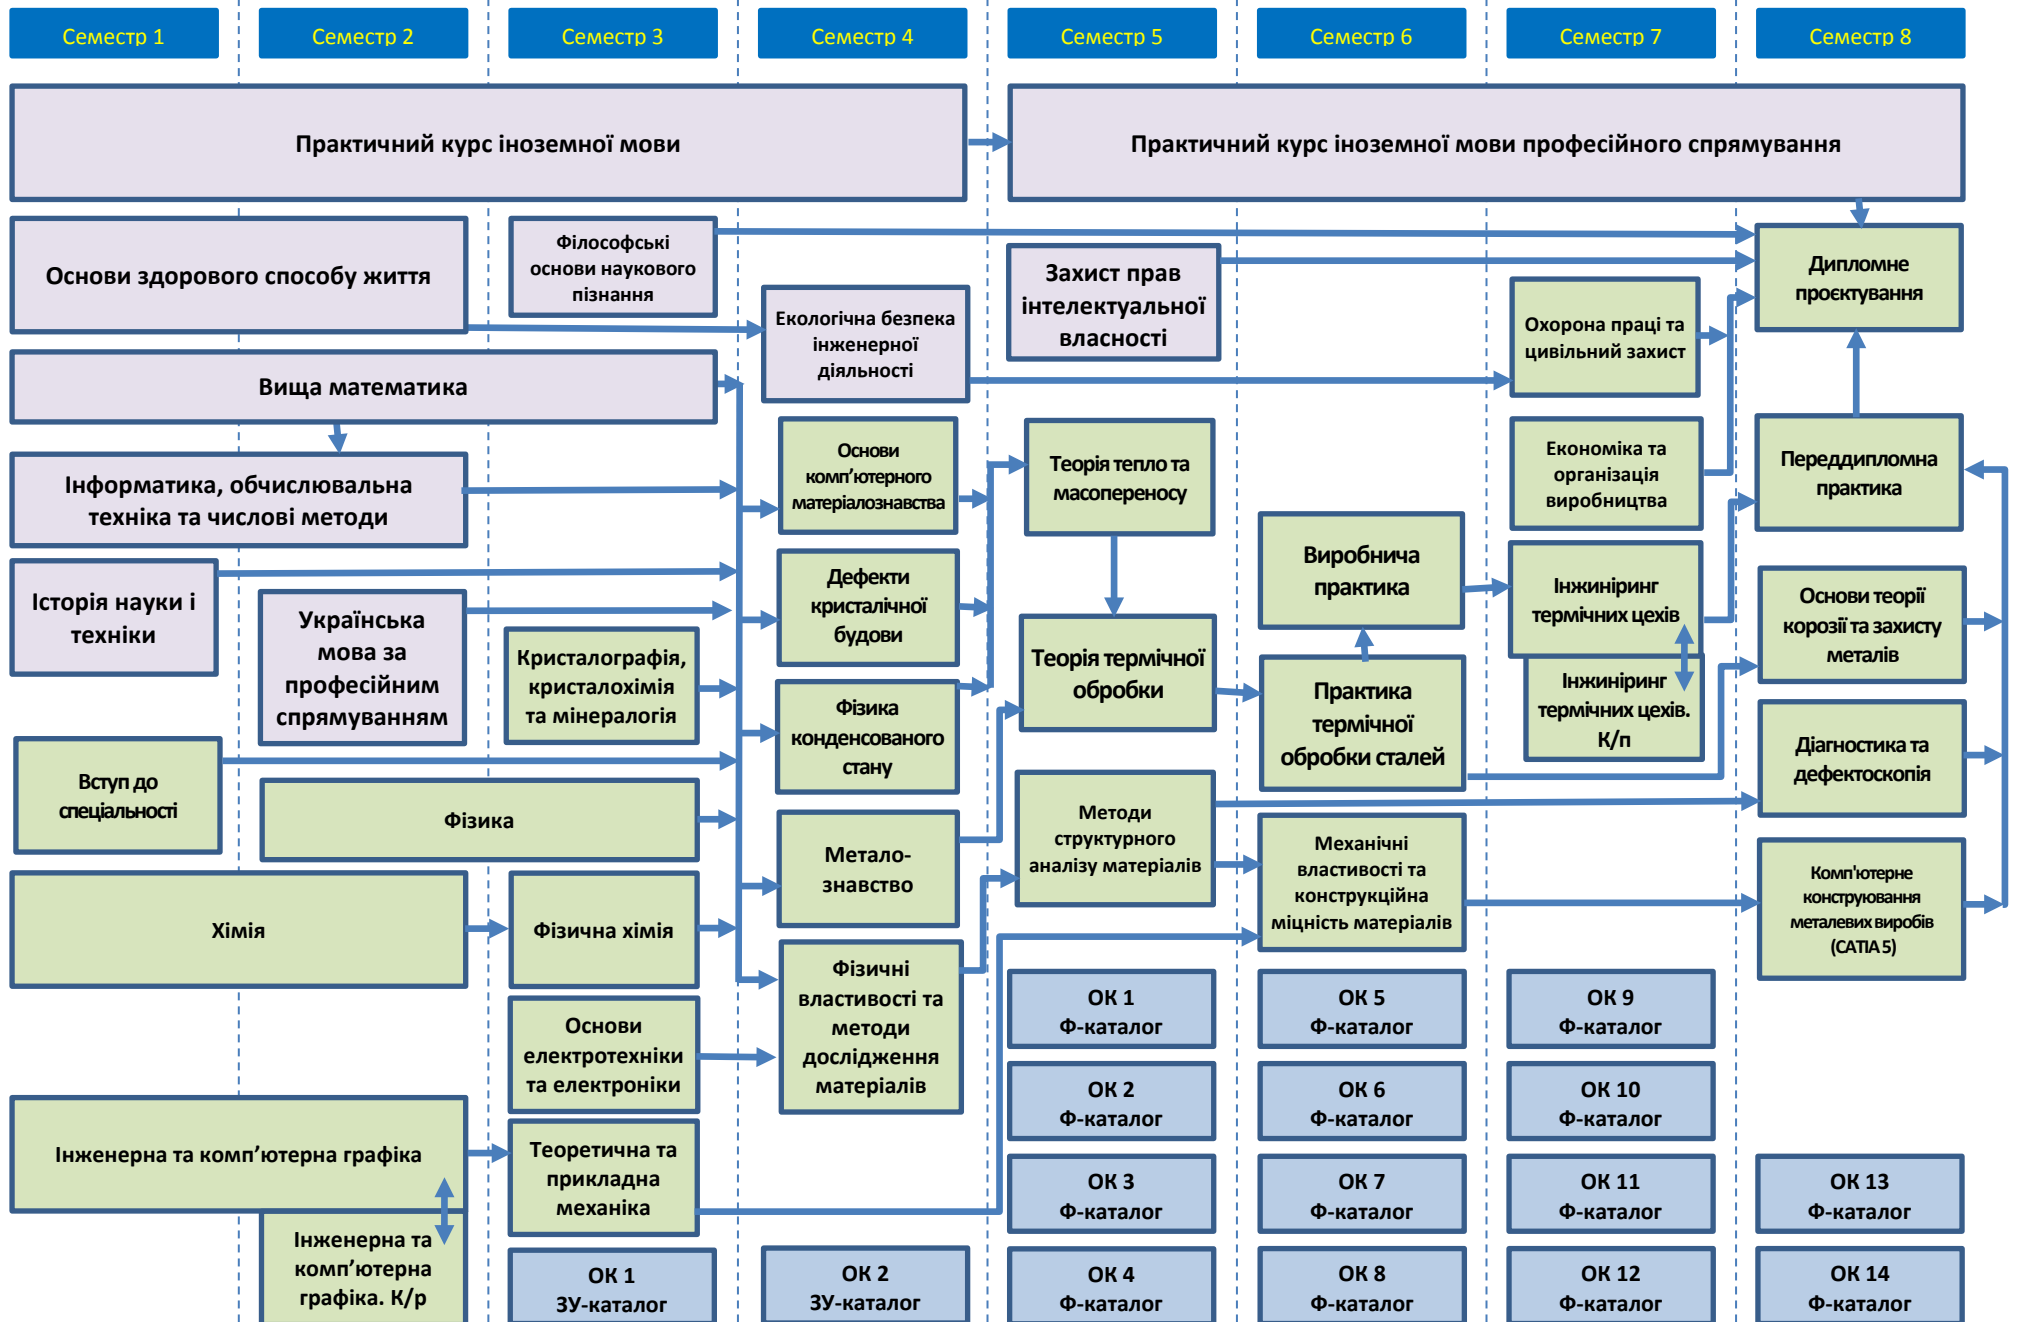 Семестр 1
Семестр 2
Семестр 3
Семестр 4
Семестр 5
Семестр 6
Семестр 7
Семестр 8
Практичний курс іноземної мови
Практичний курс іноземної мови професійного спрямування
Основи здорового способу життя
Філософські
основи наукового
пізнання
Екологічна безпека
інженерної
діяльності
Захист прав
інтелектуальної
власності
Охорона праці та
цивільний захист
Дипломне
проєктування
Вища математика
Інформатика, обчислювальна
техніка та числові методи
Основи
комп’ютерного
матеріалознавства
Теорія тепло та
масопереносу
Економіка та
організація
виробництва
Переддипломна
практика
Історія науки і
техніки
Українська
мова за
професійним
спрямуванням
Кристалографія,
кристалохімія
та мінералогія
Дефекти
кристалічної
будови
Теорія термічної
обробки
Виробнича
практика
Інжиніринг
термічних цехів
Інжиніринг
термічних цехів.
К/п
Основи теорії
корозії та захисту
металів
Вступ до
спеціальності
Фізика
Фізика
конденсованого
стану
Практика
термічної
обробки сталей
Діагностика та
дефектоскопія
Метало-
знавство
Методи
структурного
аналізу матеріалів
Механічні
властивості та
конструкційна
міцність матеріалів
Комп'ютерне
конструювання
металевих виробів
(CATIA 5)
Хімія
Фізична хімія
Фізичні
властивості та
методи
дослідження
матеріалів
Основи
електротехніки
та електроніки
ОК 1
Ф-каталог
ОК 5
Ф-каталог
ОК 9
Ф-каталог
ОК 2
Ф-каталог
ОК 6
Ф-каталог
ОК 10
Ф-каталог
Інженерна та комп’ютерна графіка
Теоретична та
прикладна
механіка
ОК 3
Ф-каталог
ОК 7
Ф-каталог
ОК 11
Ф-каталог
ОК 13
Ф-каталог
Інженерна та
комп’ютерна
графіка. К/р
ОК 1
ЗУ-каталог
ОК 2
ЗУ-каталог
ОК 4
Ф-каталог
ОК 8
Ф-каталог
ОК 12
Ф-каталог
ОК 14
Ф-каталог